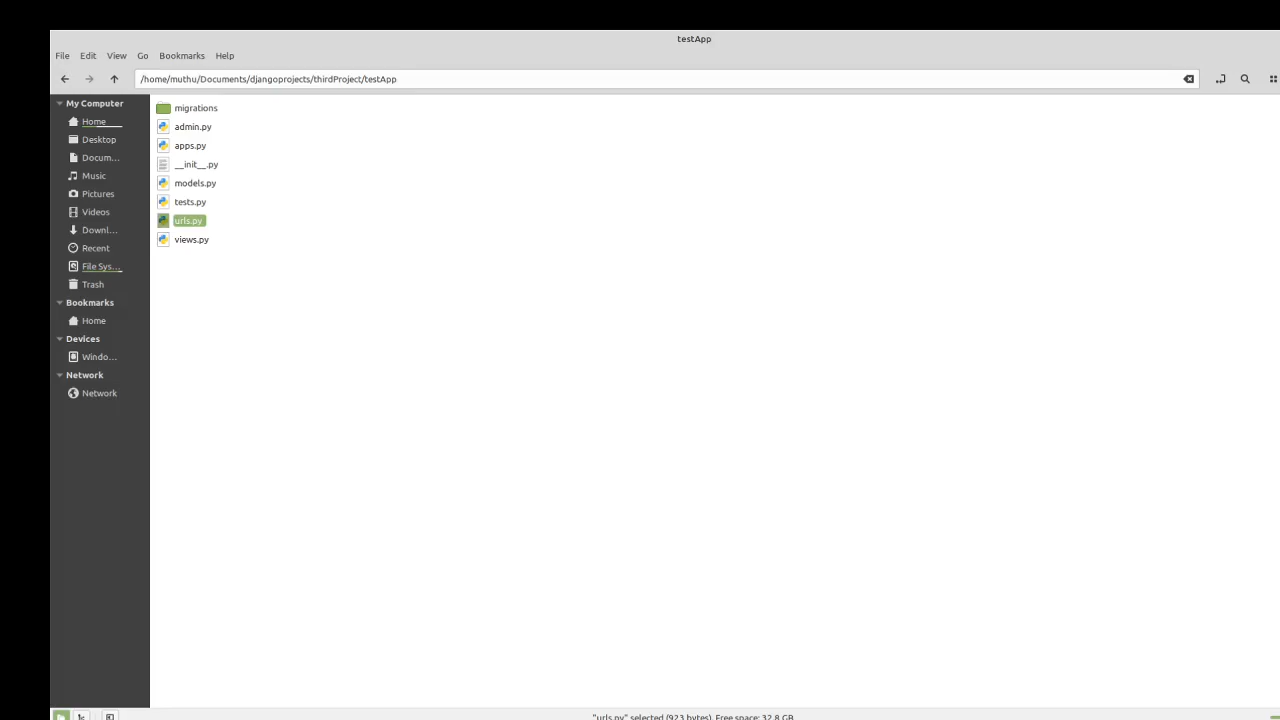 testApp
File Edit View Go Bookmarks Help
/home/muthu/Documents/djangoprojects/thirdProject/testApp
My Computer
Home
Desktop
Docum...
Music
Pictures
Videos
Downl...
Recent
File Sys...
Trash
Bookmarks
Home
Devices
Windo...
Network
Network
migrations
admin.py
apps.py
__init__.py
models.py
tests.py
urls.py
views.py
"urls.py" selected (923 bytes), Free space: 32.8 GB